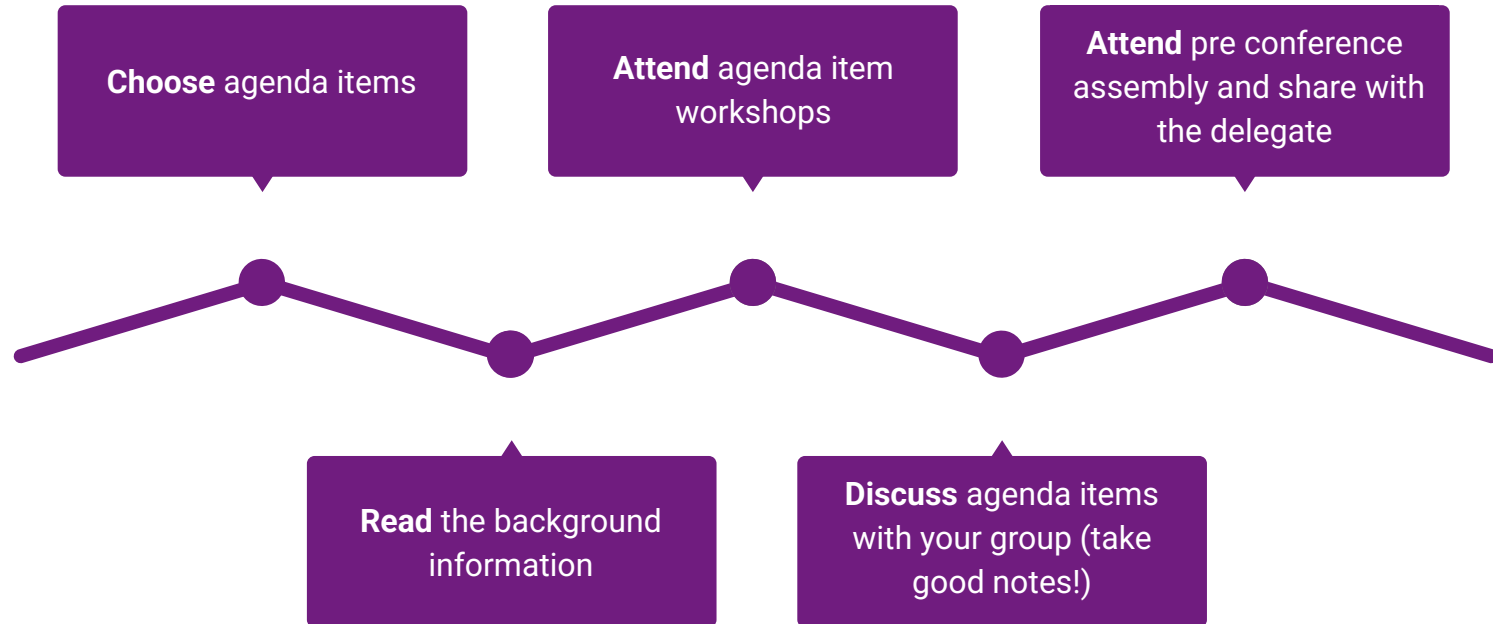 Choose agenda items
Read the background
information
Attend agenda item
workshops
Discuss agenda items
with your group (take
good notes!)
Attend pre conference
assembly and share with
the delegate